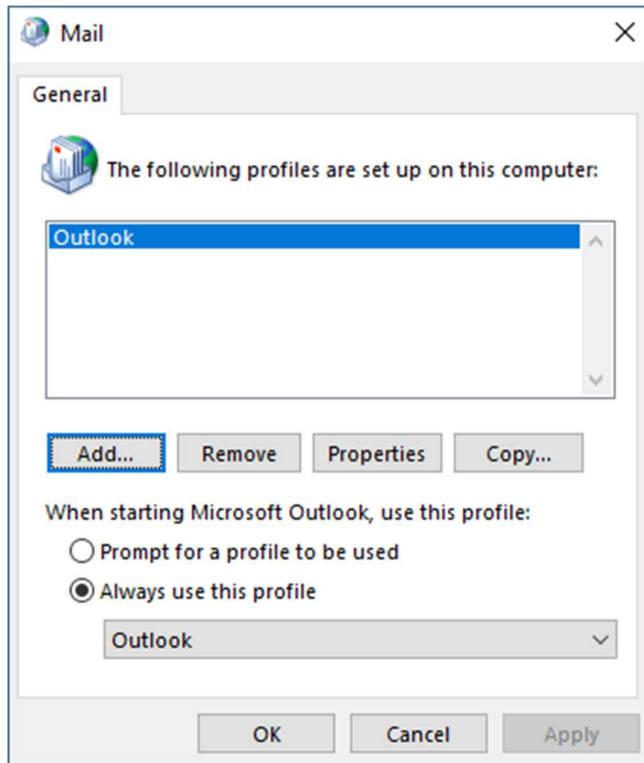 Mail
General
The following profiles are set up on this computer:
Outlook
Add... Remove Properties Copy...
When starting Microsoft Outlook, use this profile:
Prompt for a profile to be used
Always use this profile
Outlook
OK Cancel Apply